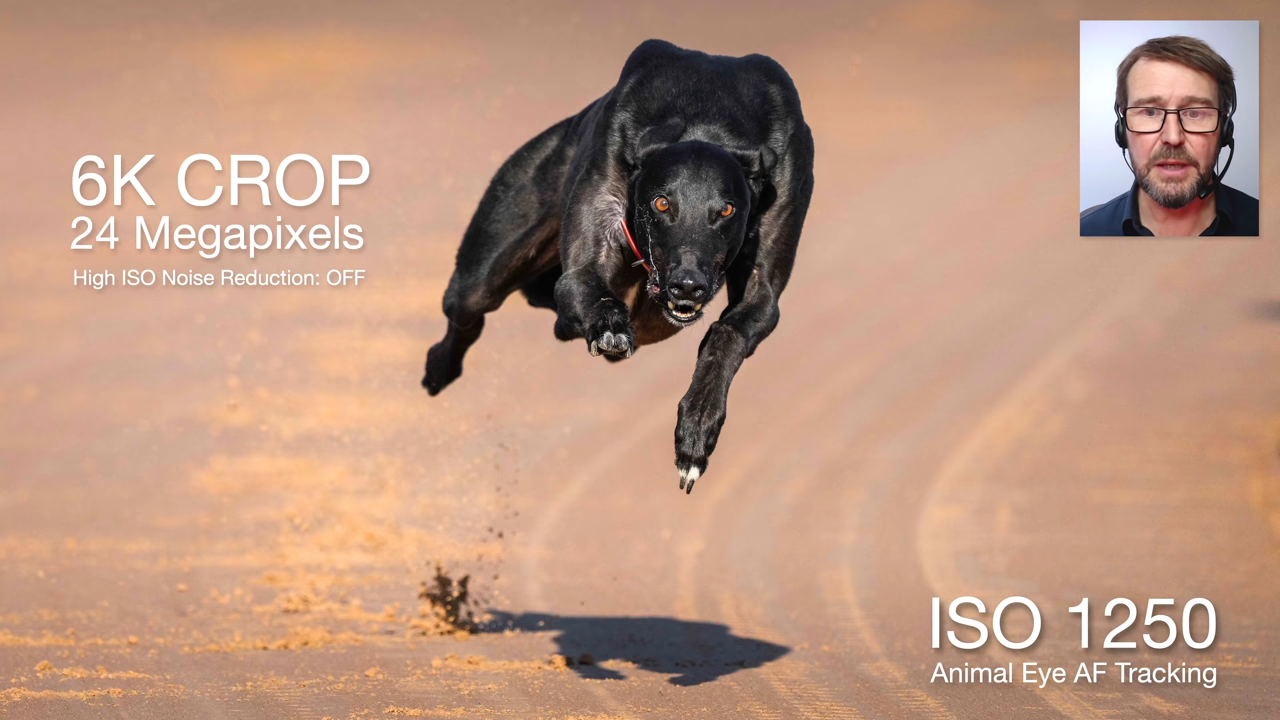 6K CROP
24 Megapixels
High ISO Noise Reduction: OFF
ISO 1250
Animal Eye AF Tracking